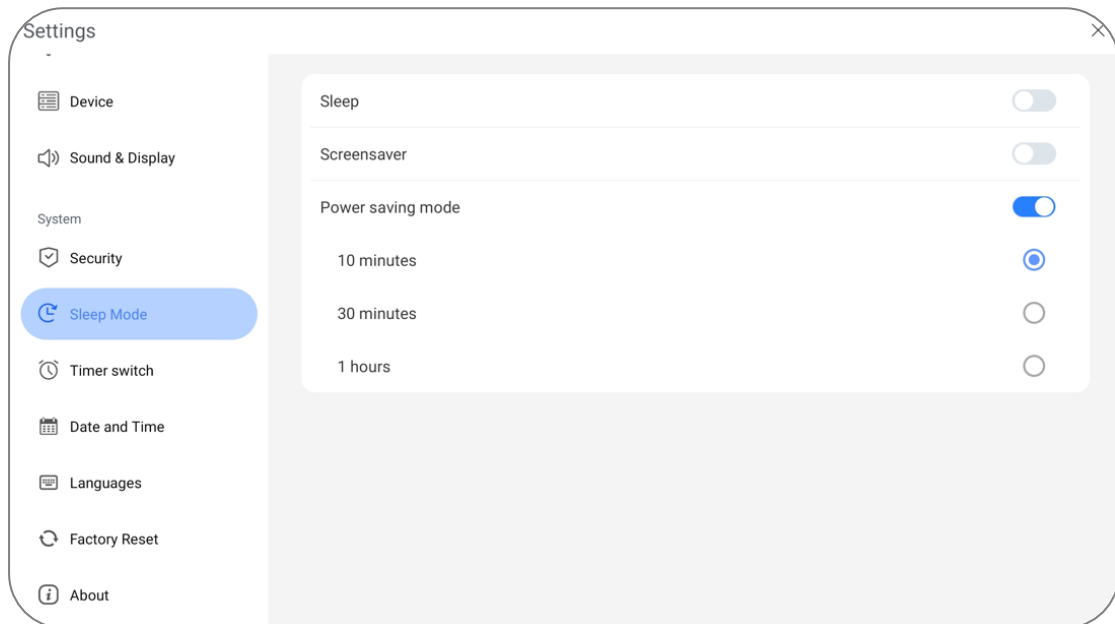 Settings
Device
Sound & Display
System
Security
Sleep Mode
Timer switch
Date and Time
Languages
Factory Reset
About
Sleep
Screensaver
Power saving mode
10 minutes
30 minutes
1 hours